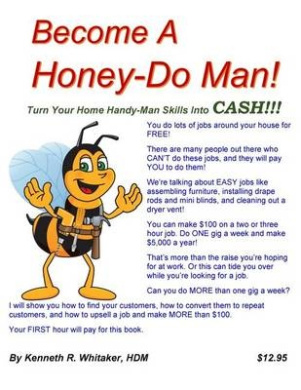 Become A
Honey-Do Man!
Turn Your Home Handy-Man Skills Into CASH!!!
You do lots of jobs around your house for
FREE!
There are many people out there who
CAN'T do these jobs, and they will pay
YOU to do them!
We're talking about EASY jobs like
assembling furniture, installing drape
rods and mini blinds, and cleaning out a
dryer vent!
You can make $100 on a two or three
hour job. Do ONE gig a week and make
$5,000 a year!
That's more than the raise you're hoping
for at work. Or this can tide you over
while you're looking for a job.
Can you do MORE than one gig a week?
I will show you how to find your customers, how to convert them to repeat
customers, and how to upsell a job and make MORE than $100.
Your FIRST hour will pay for this book.
By Kenneth R. Whitaker, HDM $12.95